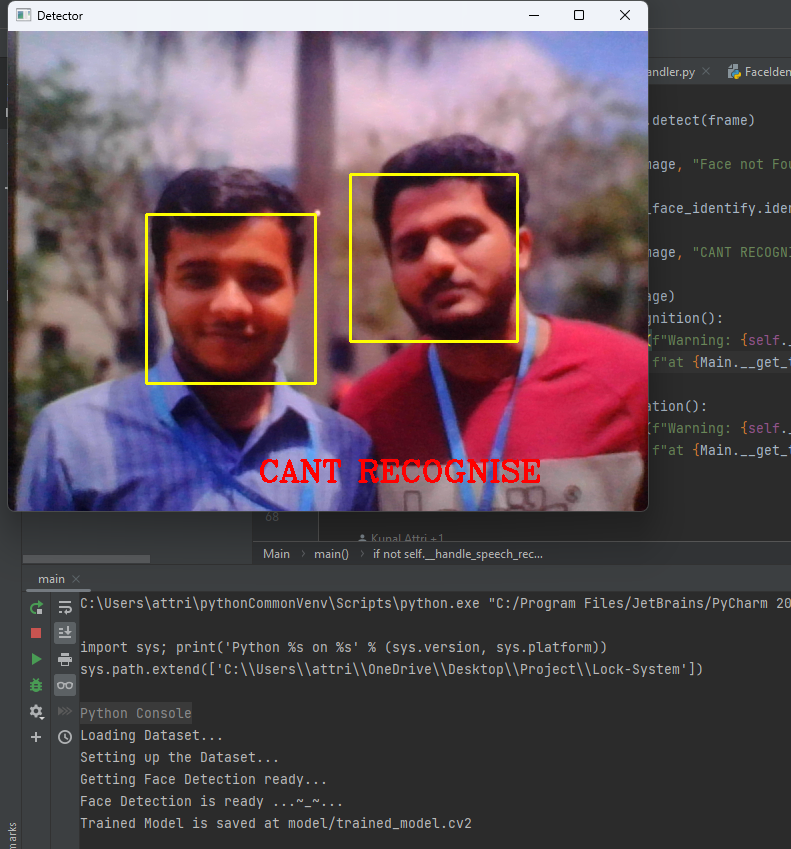 Detector
andler.py
.detect(frame)
"Face not Fou
_face_identify.iden
"CANT RECOGNI
age)
gnition():
f"Warning: {self._
f"at {Main.__get_t
ation():
f"Warning: {self._
f"at {Main.__get_t
CANT RECOGNISE
68
Kunal Attri +1
Main > main() > if not self.__handle_speech_rec...
main
C:\Users\attri\pythonCommonVenv\Scripts\python.exe "C:/Program Files/JetBrains/PyCharm 20
import sys; print('Python %s on %s' % (sys.version, sys.platform))
sys.path.extend(['C:\\Users\\attri\\OneDrive\\Desktop\\Project\\Lock-System'])
Python Console
Loading Dataset...
Setting up the Dataset...
Getting Face Detection ready...
Face Detection is ready ...~_~...
Trained Model is saved at model/trained_model.cv2
marks